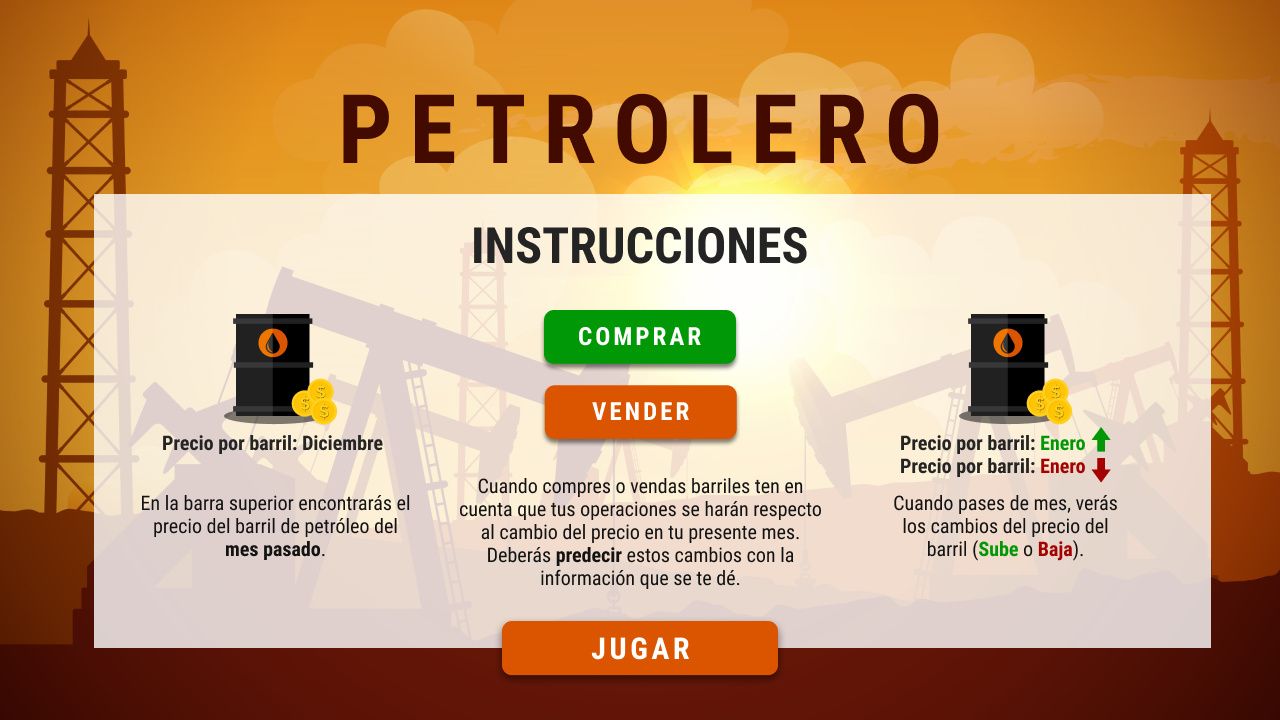 PETROLERO
INSTRUCCIONES
Precio por barril: Diciembre
En la barra superior encontrarás el
precio del barril de petróleo del
mes pasado.
COMPRAR
VENDER
Cuando compres o vendas barriles ten en
cuenta que tus operaciones se harán respecto
al cambio del precio en tu presente mes.
Deberás predecir estos cambios con la
información que se te dé.
Precio por barril: Enero
Precio por barril: Enero
Cuando pases de mes, verás
los cambios del precio del
barril (Sube o Baja).
JUGAR